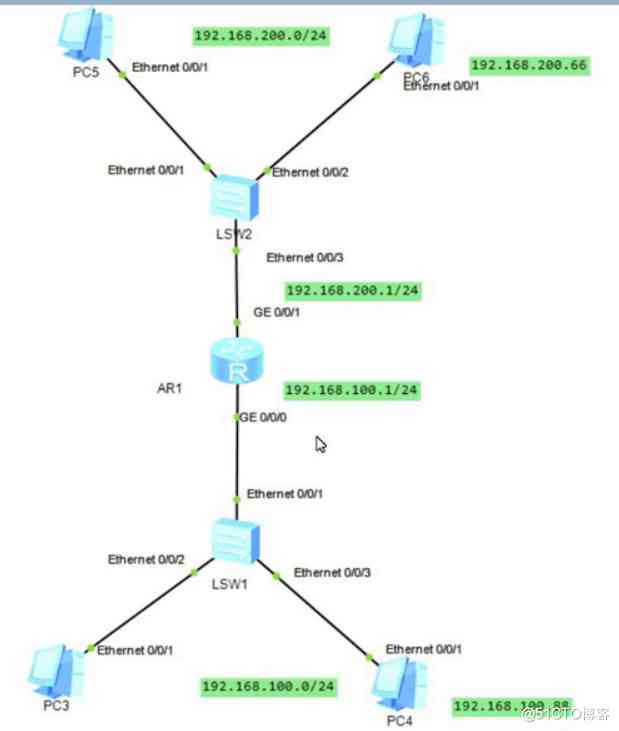 192.168.200.0/24
192.168.200.66
PC5
Ethernet 0/0/1
PC6
Ethernet 0/0/1
Ethernet 0/0/1
Ethernet 0/0/2
LSW2
Ethernet 0/0/3
192.168.200.1/24
GE 0/0/1
R
AR1
192.168.100.1/24
GE 0/0/0
Ethernet 0/0/1
Ethernet 0/0/2
Ethernet 0/0/3
LSW1
Ethernet 0/0/1
Ethernet 0/0/1
192.168.100.0/24
PC3
192.168.100.88
PC4
@51CTO博客